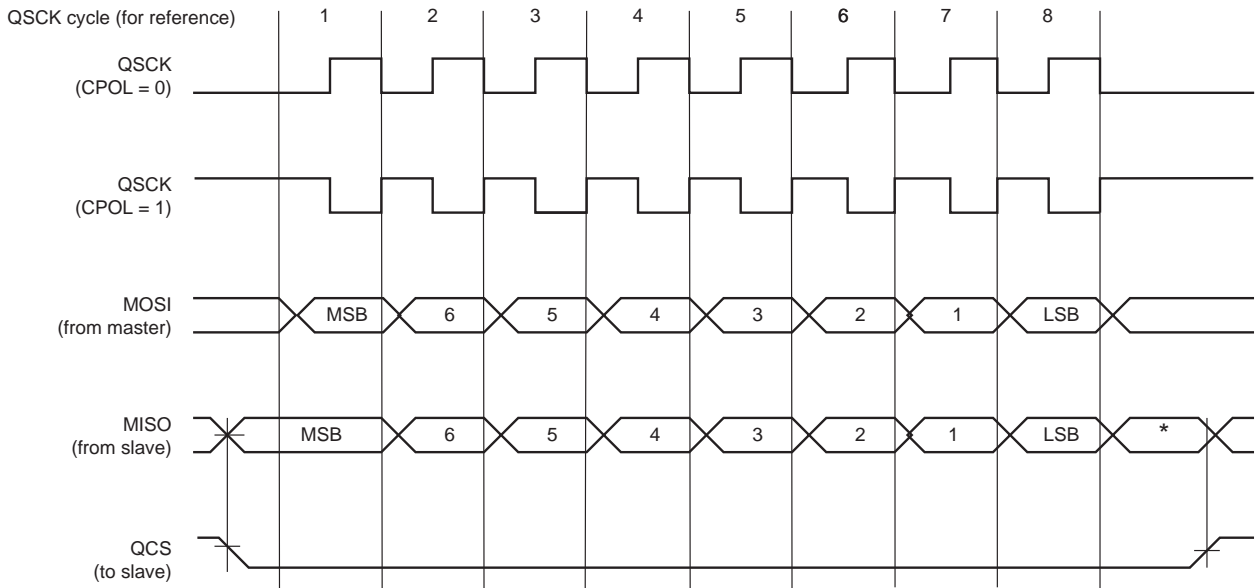 QSCK cycle (for reference) 1 2 3 4 5 6 7 8
QSCK
(CPOL = 0)
QSCK
(CPOL = 1)
MOSI
(from master)
MSB 6 5 4 3 2 1 LSB
MISO
(from slave)
MSB 6 5 4 3 2 1 LSB *
QCS
(to slave)